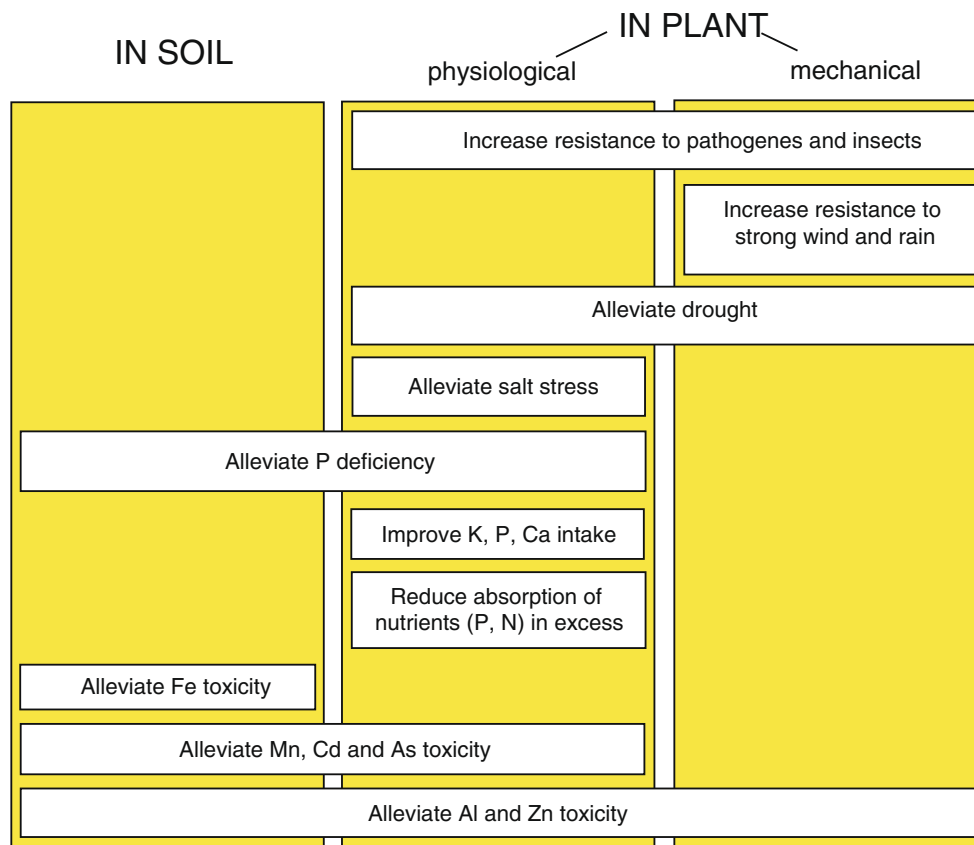 IN SOIL
IN PLANT
physiological
mechanical
Increase resistance to pathogenes and insects
Increase resistance to
strong wind and rain
Alleviate drought
Alleviate salt stress
Alleviate P deficiency
Improve K, P, Ca intake
Reduce absorption of
nutrients (P, N) in excess
Alleviate Fe toxicity
Alleviate Mn, Cd and As toxicity
Alleviate Al and Zn toxicity